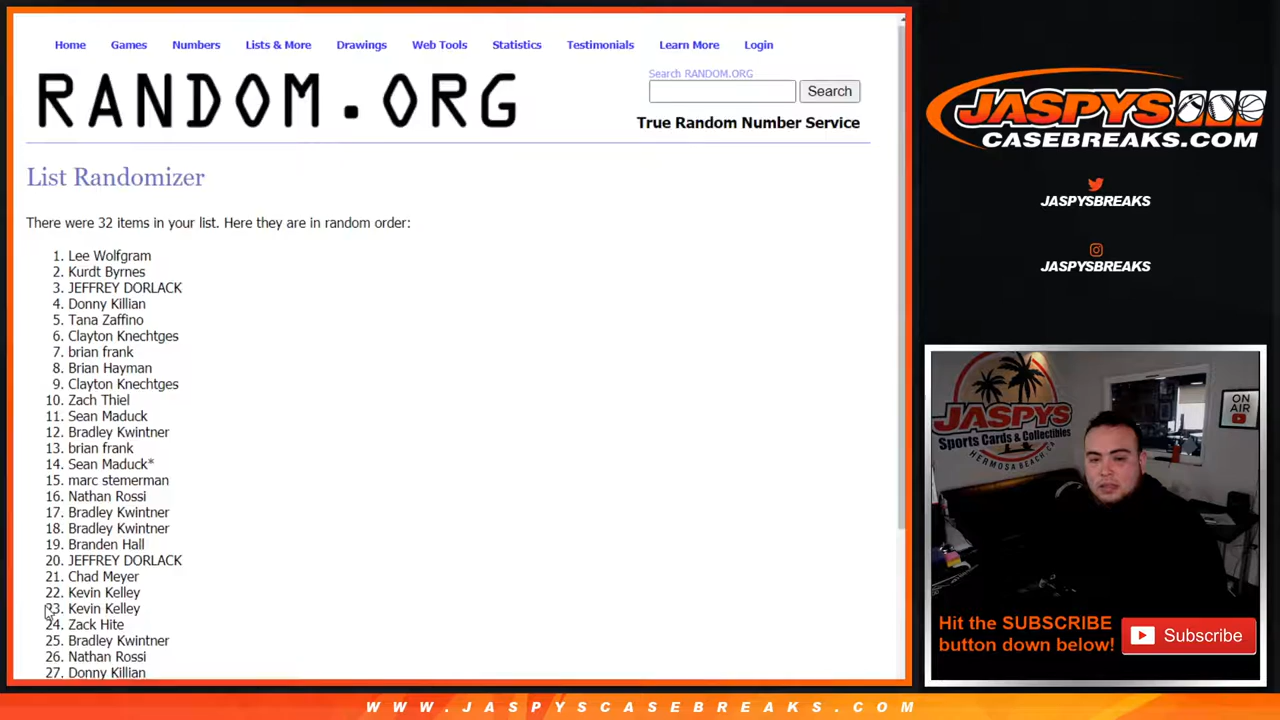 Home Games Numbers Lists & More Drawings Web Tools Statistics Testimonials Learn More Login
RANDOM.ORG
Search RANDOM.ORG
Search
True Random Number Service
List Randomizer
There were 32 items in your list. Here they are in random order:
1. Lee Wolfgram
2. Kurdt Byrnes
3. JEFFREY DORLACK
4. Donny Killian
5. Tana Zaffino
6. Clayton Knechtges
7. brian frank
8. Brian Hayman
9. Clayton Knechtges
10. Zach Thiel
11. Sean Maduck
12. Bradley Kwintner
13. brian frank
14. Sean Maduck*
15. marc stemerman
16. Nathan Rossi
17. Bradley Kwintner
18. Bradley Kwintner
19. Branden Hall
20. JEFFREY DORLACK
21. Chad Meyer
22. Kevin Kelley
23. Kevin Kelley
24. Zack Hite
25. Bradley Kwintner
26. Nathan Rossi
27. Donny Killian
JASPYS
CASEBREAKS.COM
JASPYSBREAKS
JASPYSBREAKS
JASPYS
Sports Cards & Collectibles
HERMOSA BEACH, CA
ON
AIR
Hit the SUBSCRIBE
button down below!
Subscribe
WWW.JASPYSCASEBREAKS.COM